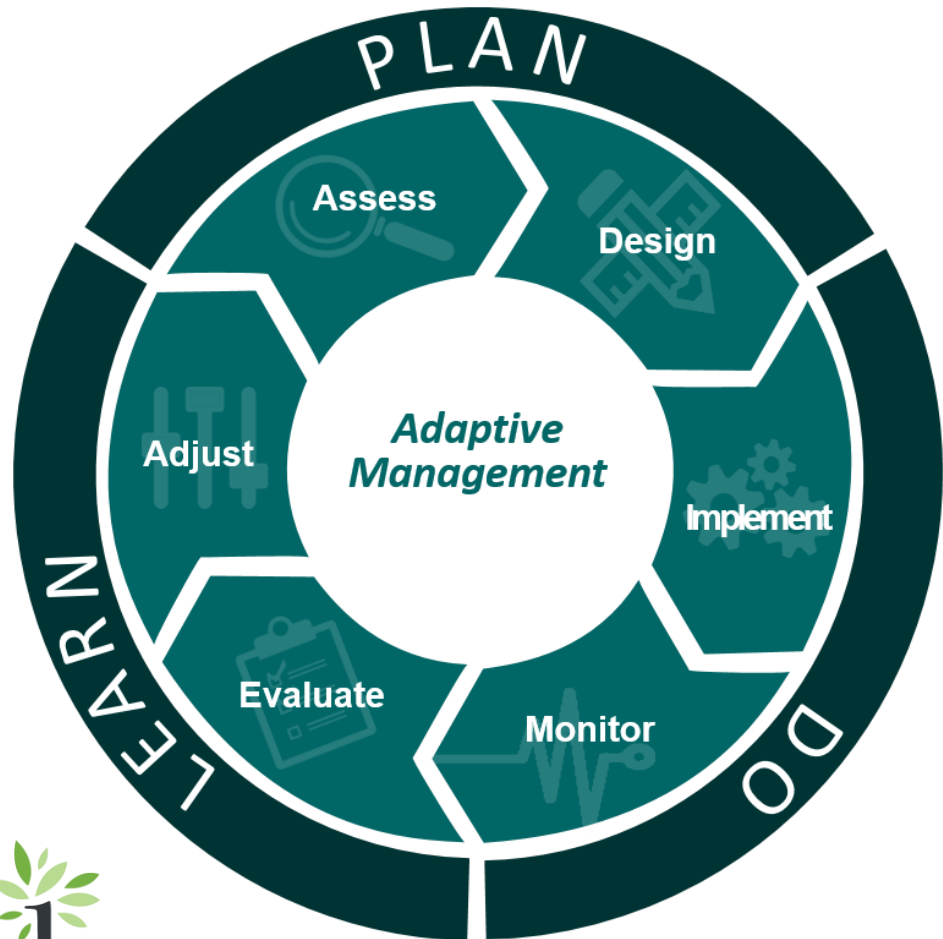 PLAN
Assess
Design
Adaptive
Management
Adjust
Implement
Evaluate
Monitor
LEARN
DO